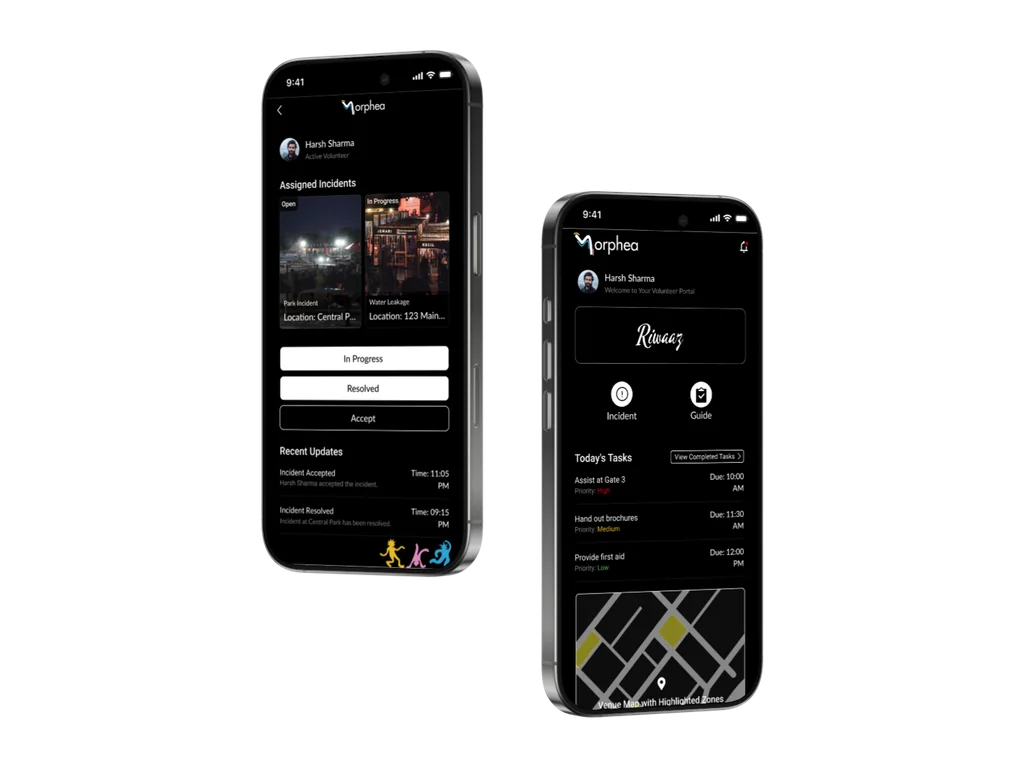 9:41
Morphea
Harsh Sharma
Active Volunteer
Assigned Incidents
Open
In Progress
Park Incident
Water Leakage
Location: Central P...
Location: 123 Main...
In Progress
Resolved
Accept
Recent Updates
Incident Accepted
Time: 11:05
Harsh Sharma accepted the incident.
PM
Incident Resolved
Time: 09:15
Incident at Central Park has been resolved.
PM
9:41
Morphea
Harsh Sharma
Welcome to Your Volunteer Portal
Riwaaz
Incident
Guide
Today's Tasks
View Completed Tasks >
Assist at Gate 3
Due: 10:00
Priority: High
AM
Hand out brochures
Due: 11:30
Priority: Medium
AM
Provide first aid
Due: 12:00
Priority: Low
PM
Venue Map with Highlighted Zones